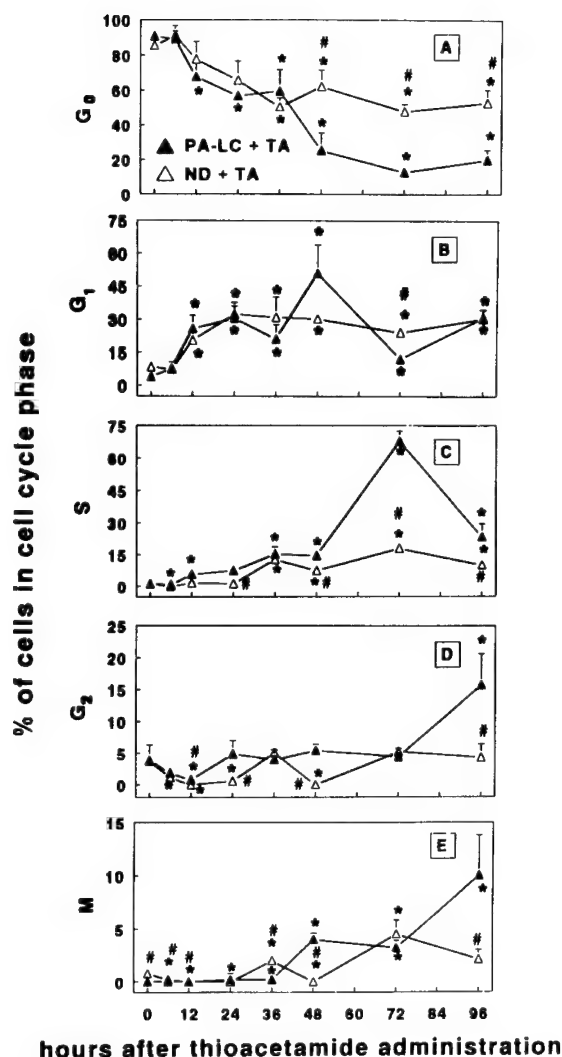 % of cells in cell cycle phase
100
80
60
40
20
0
G0
A
# * # * # *
* * * * * * *
PA-LC + TA
ND + TA
75
60
45
30
15
0
G1
B
* * * * # * *
* * * * * *
75
60
45
30
15
0
S
C
* * * * # * *
* # * # * * #
25
20
15
10
5
0
G2
D
# * * # * #
* * # # *
15
10
5
0
M
E
# # * # * * # * * # * * # * * * * #
0 12 24 36 48 60 72 84 96
hours after thioacetamide administration